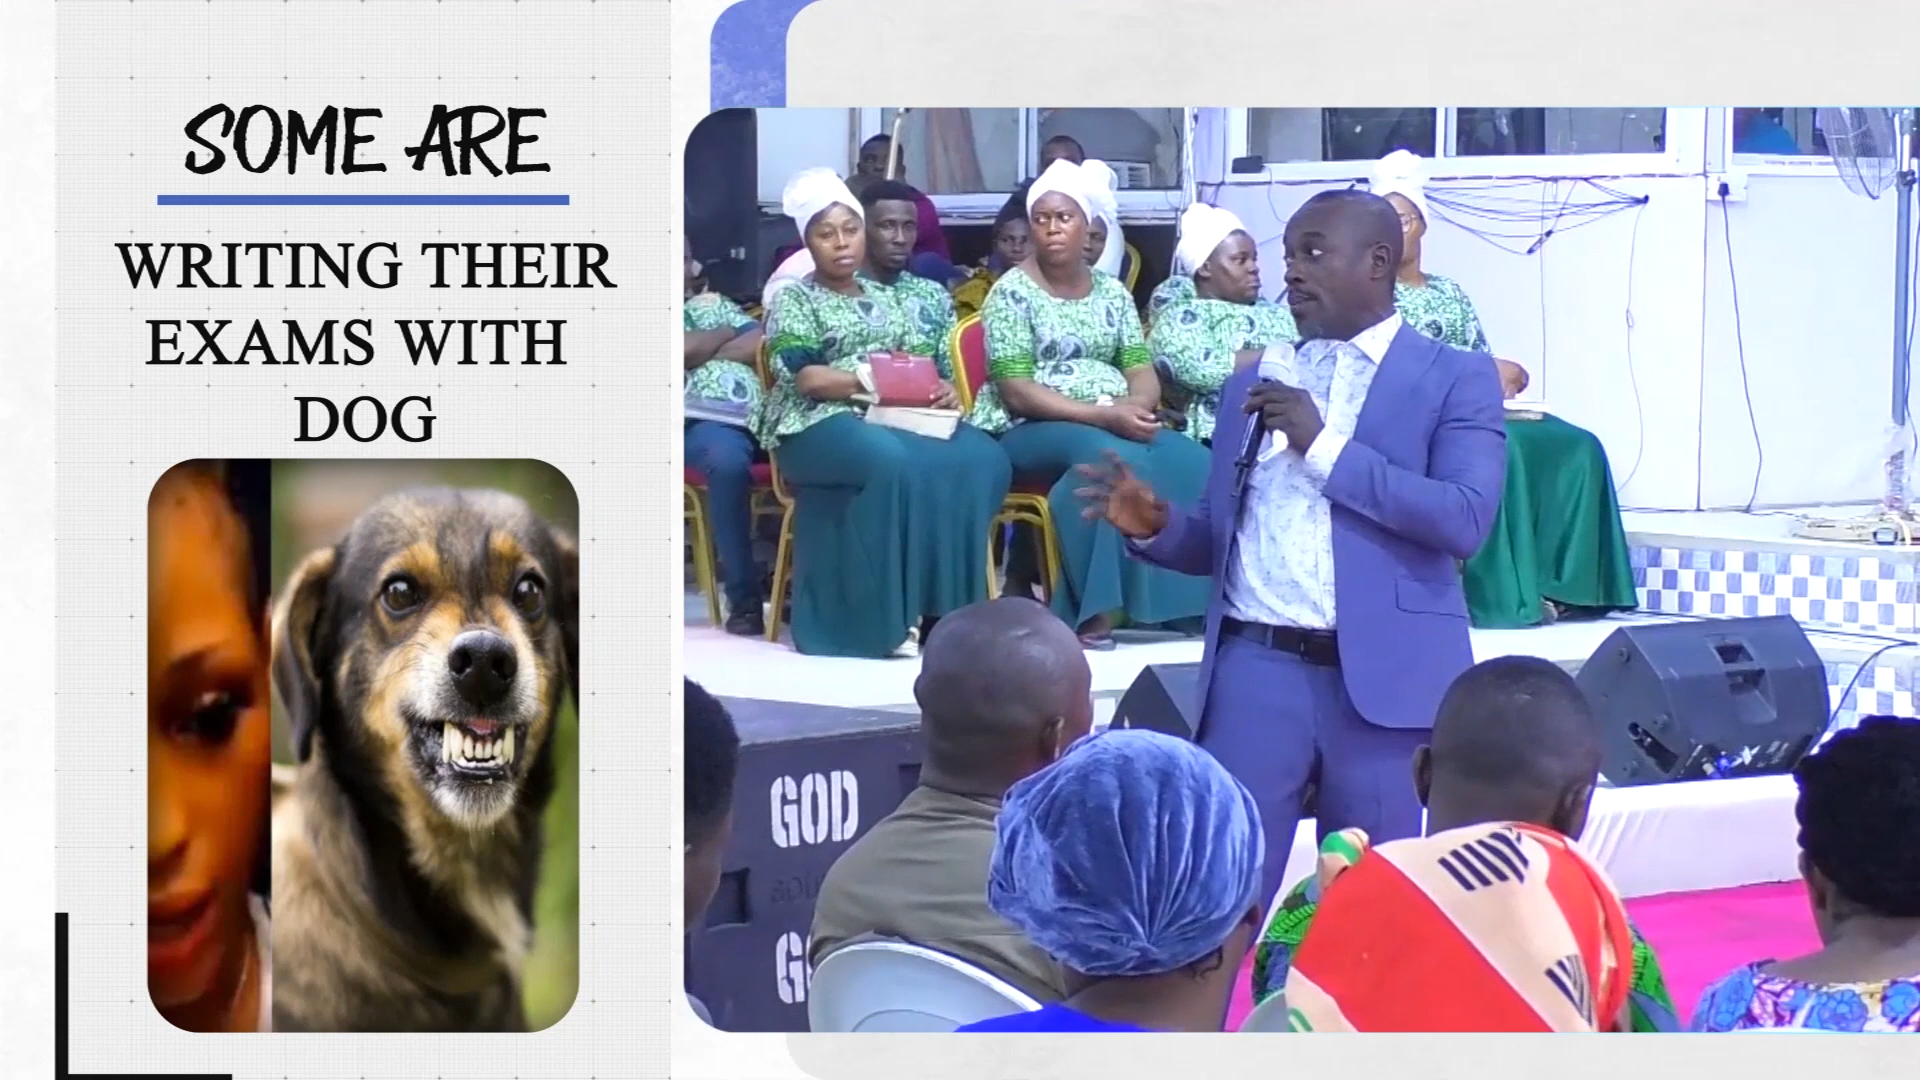 SOME ARE
WRITING THEIR
EXAMS WITH
DOG
GOD